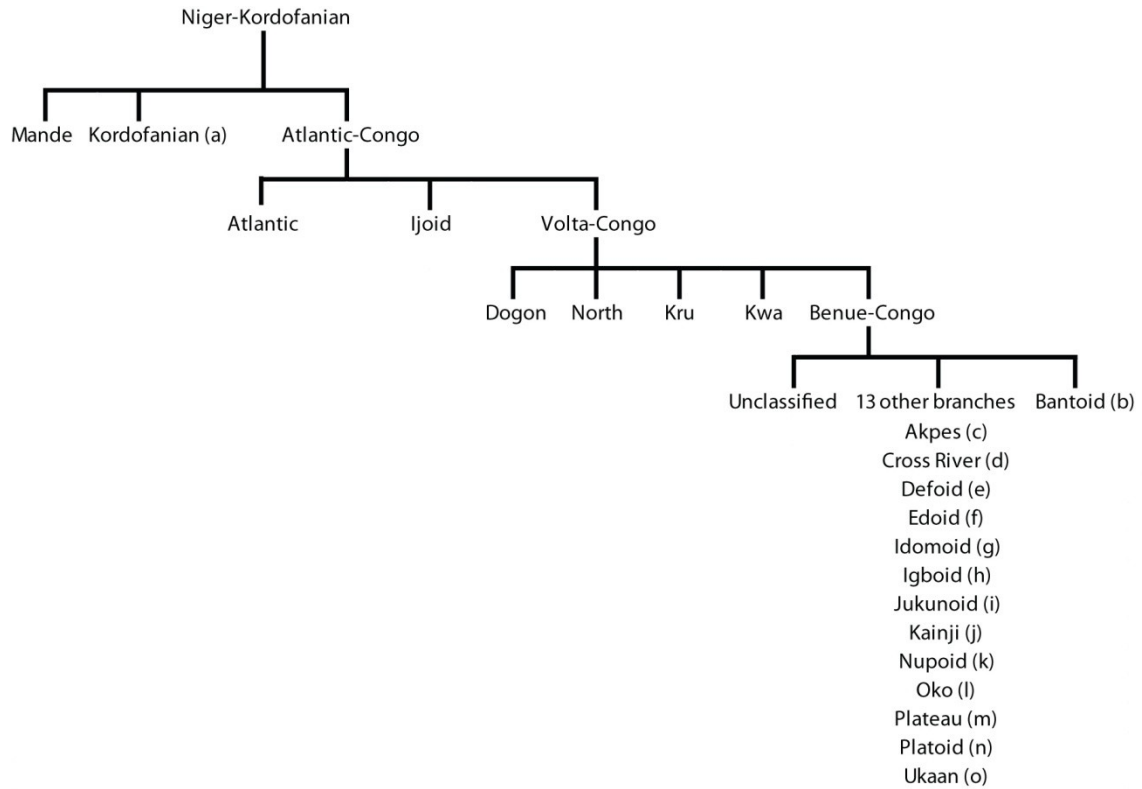 Niger-Kordofanian
Mande Kordofanian (a) Atlantic-Congo
Atlantic Ijoid Volta-Congo
Dogon North Kru Kwa Benue-Congo
Unclassified 13 other branches Bantoid (b)
Akpes (c)
Cross River (d)
Defoid (e)
Edoid (f)
Idomoid (g)
Igboid (h)
Jukunoid (i)
Kainji (j)
Nupoid (k)
Oko (l)
Plateau (m)
Platoid (n)
Ukaan (o)